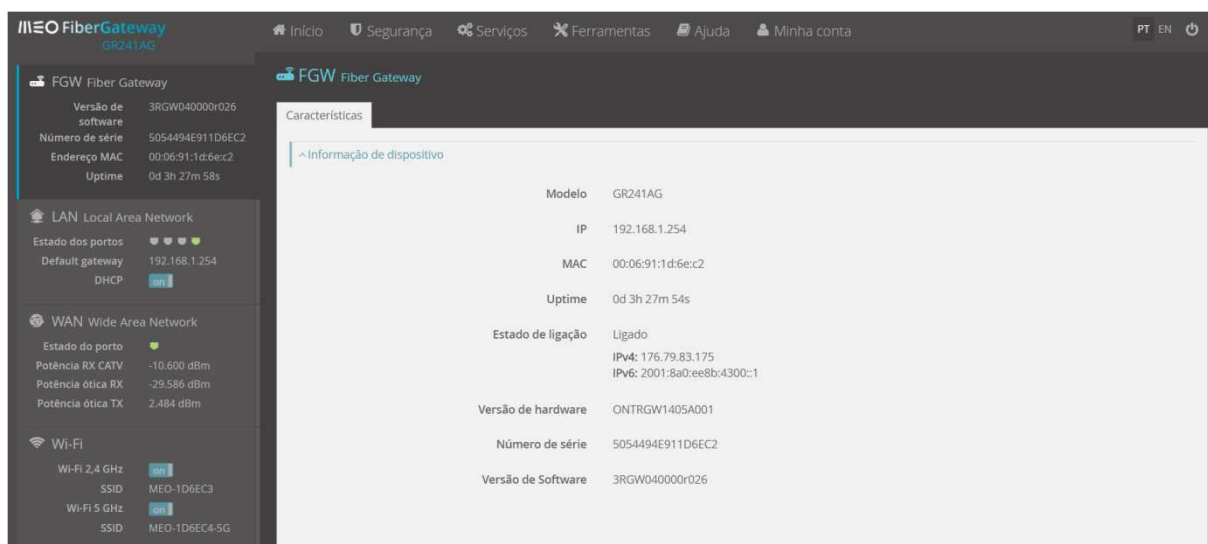 MEO FiberGateway
GR241AG
Início Segurança Serviços Ferramentas Ajuda Minha conta PT EN
FGW Fiber Gateway
Versão de software 3RGW040000r026
Número de série 5054494E911D6EC2
Endereço MAC 00:06:91:1d:6e:c2
Uptime 0d 3h 27m 58s
LAN Local Area Network
Estado dos portos
Default gateway 192.168.1.254
DHCP on
WAN Wide Area Network
Estado do porto
Potência RX CATV -10.600 dBm
Potência ótica RX -29.586 dBm
Potência ótica TX 2.484 dBm
Wi-Fi
Wi-Fi 2,4 GHz on
SSID MEO-1D6EC3
Wi-Fi 5 GHz on
SSID MEO-1D6EC4-5G
FGW Fiber Gateway
Características
Informação de dispositivo
Modelo GR241AG
IP 192.168.1.254
MAC 00:06:91:1d:6e:c2
Uptime 0d 3h 27m 54s
Estado de ligação Ligado
IPv4: 176.79.83.175
IPv6: 2001:8a0:ee8b:4300::1
Versão de hardware ONTRGW1405A001
Número de série 5054494E911D6EC2
Versão de Software 3RGW040000r026